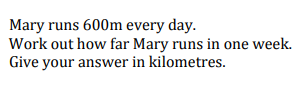 Mary runs 600m every day.
Work out how far Mary runs in one week.
Give your answer in kilometres.